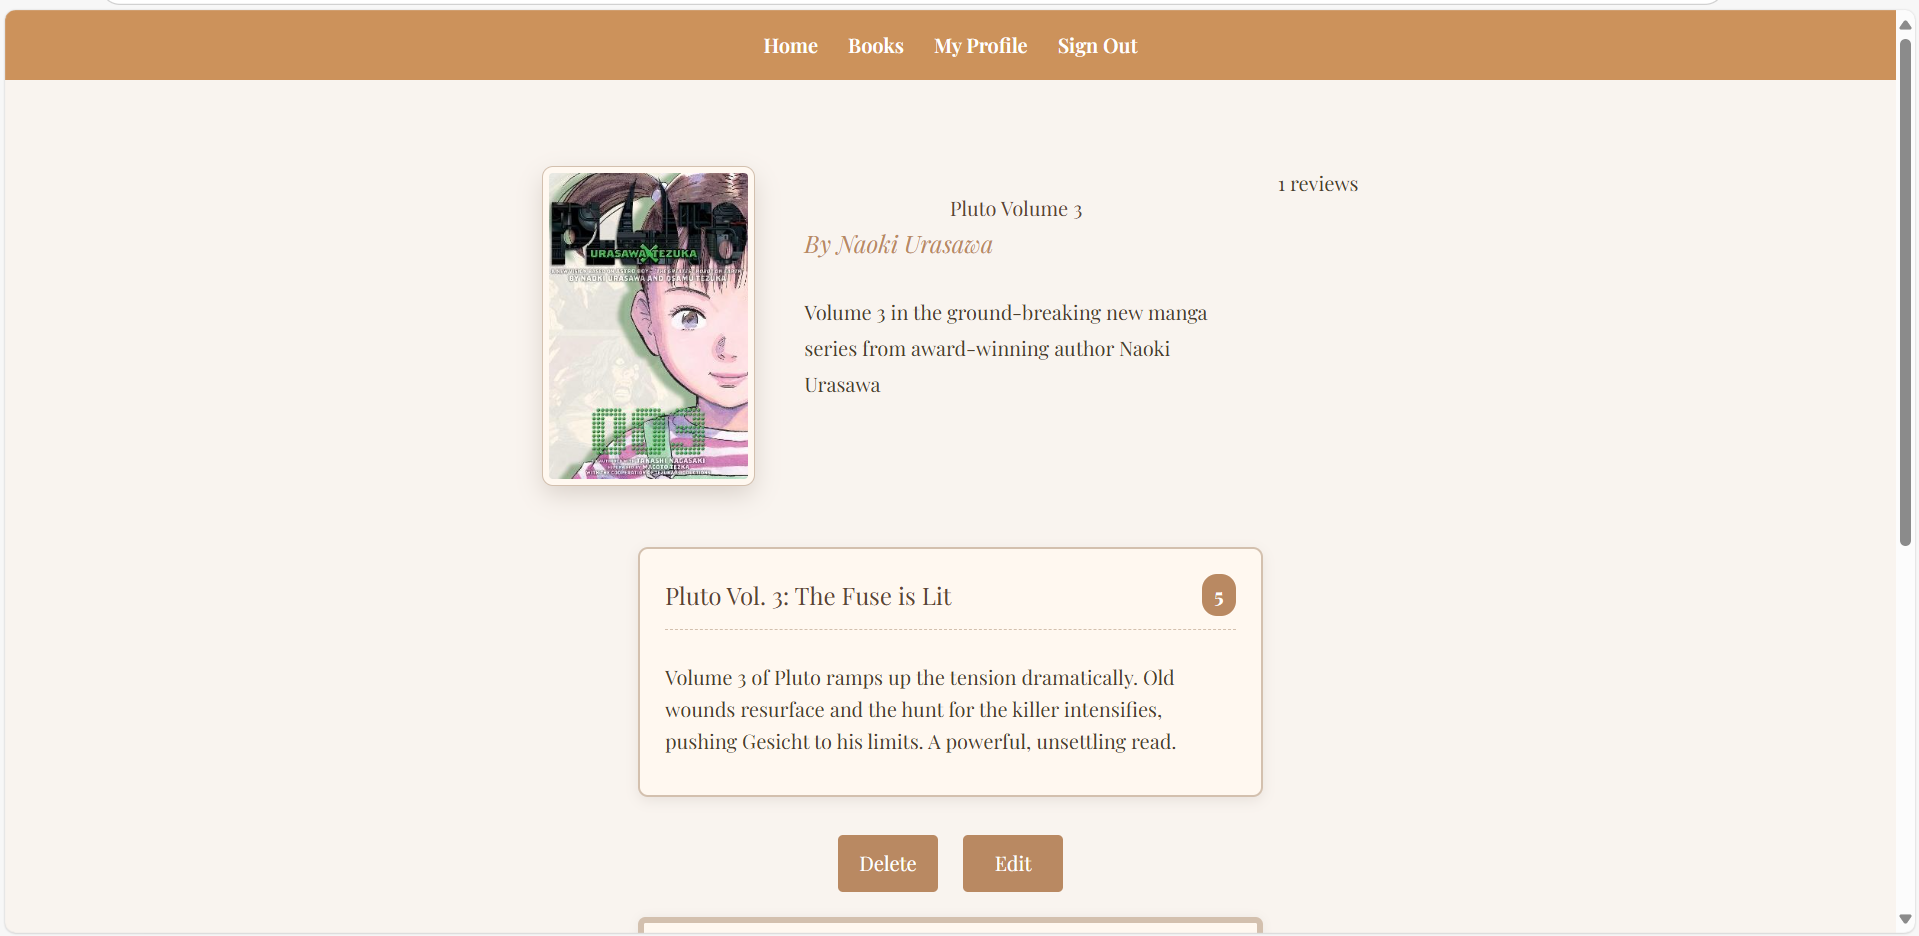 Home Books My Profile Sign Out
1 reviews
Pluto Volume 3
By Naoki Urasawa
Volume 3 in the ground-breaking new manga
series from award-winning author Naoki
Urasawa
PLUTO
URASAWA X TEZUKA
BY NAOKI URASAWA AND OSAMU TEZUKA
003
TAKASHI NAGASAKI
Pluto Vol. 3: The Fuse is Lit
5
Volume 3 of Pluto ramps up the tension dramatically. Old
wounds resurface and the hunt for the killer intensifies,
pushing Gesicht to his limits. A powerful, unsettling read.
Delete Edit